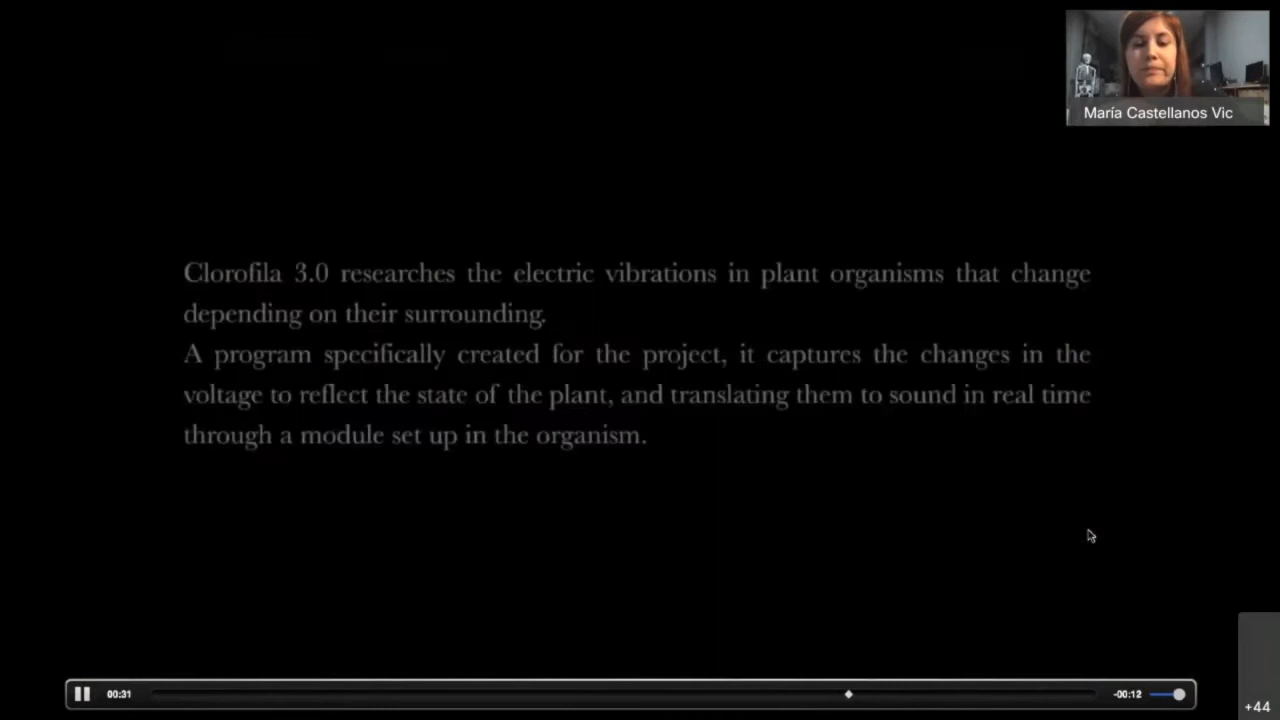 María Castellanos Vic
Clorofila 3.0 researches the electric vibrations in plant organisms that change
depending on their surrounding.
A program specifically created for the project, it captures the changes in the
voltage to reflect the state of the plant, and translating them to sound in real time
through a module set up in the organism.
00:31
-00:12
+44